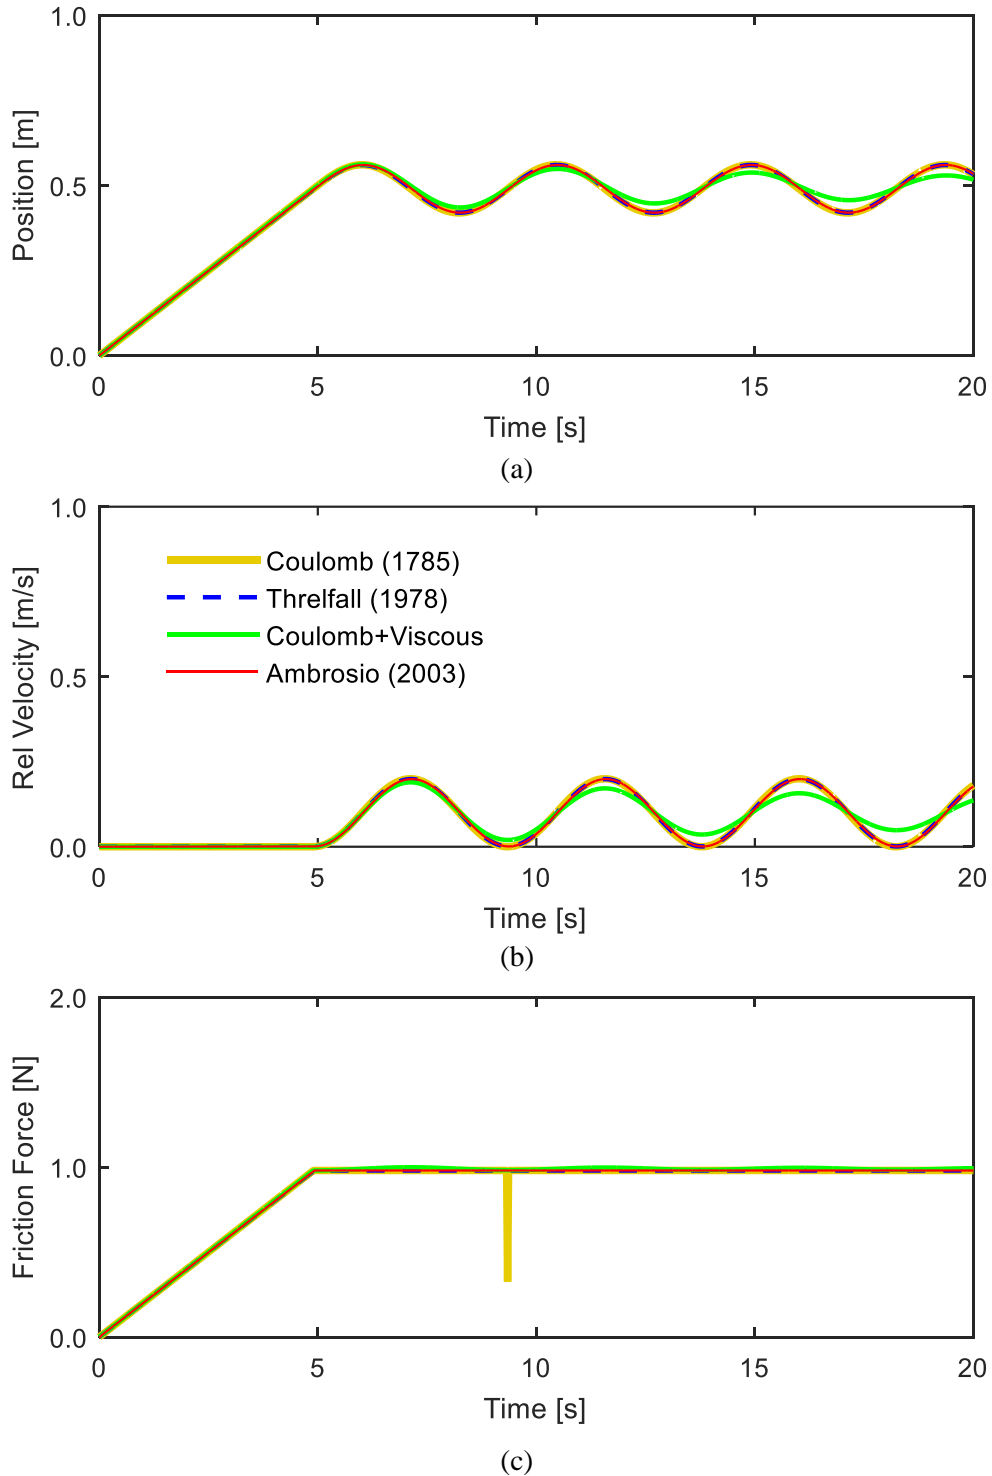 1.0
0.5
0.0
Position [m]
0 5 10 15 20
Time [s]
(a)
1.0
0.5
0.0
Rel Velocity [m/s]
Coulomb (1785)
Threlfall (1978)
Coulomb+Viscous
Ambrosio (2003)
0 5 10 15 20
Time [s]
(b)
2.0
1.0
0.0
Friction Force [N]
0 5 10 15 20
Time [s]
(c)